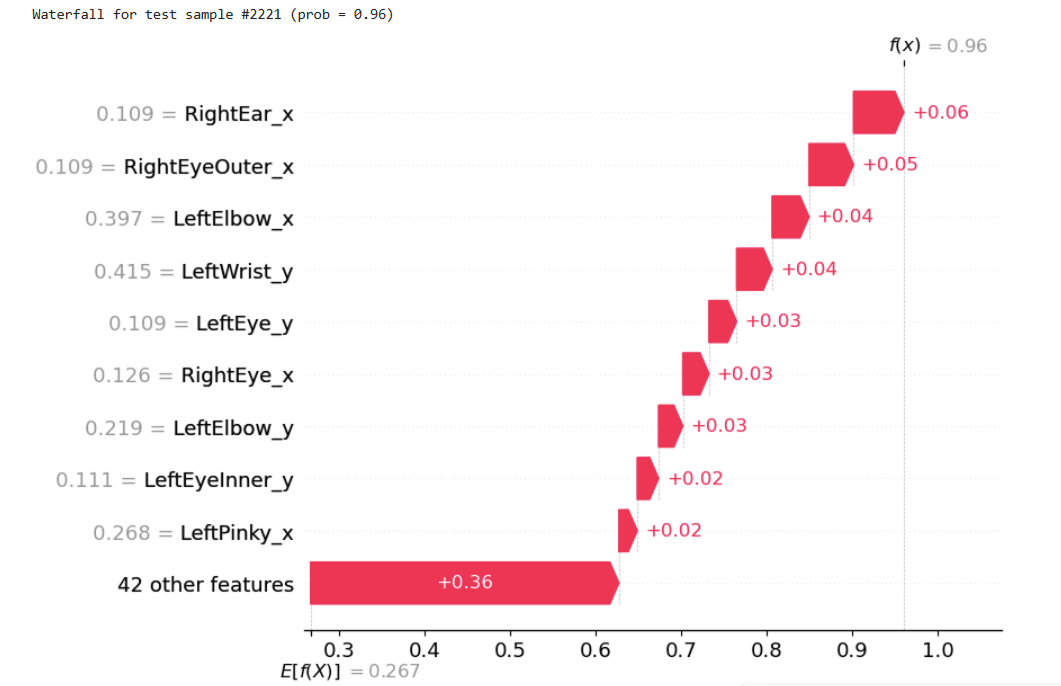 Waterfall for test sample #2221 (prob = 0.96)
f(x) = 0.96
0.109 = RightEar_x +0.06
0.109 = RightEyeOuter_x +0.05
0.397 = LeftElbow_x +0.04
0.415 = LeftWrist_y +0.04
0.109 = LeftEye_y +0.03
0.126 = RightEye_x +0.03
0.219 = LeftElbow_y +0.03
0.111 = LeftEyeInner_y +0.02
0.268 = LeftPinky_x +0.02
42 other features +0.36
0.3 0.4 0.5 0.6 0.7 0.8 0.9 1.0
E[f(X)] = 0.267